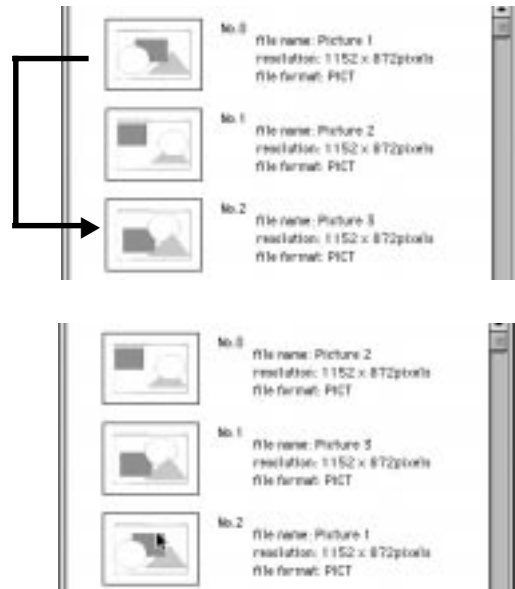 No.0
file name: Picture 1
resolution: 1152 x 872pixels
file format: PICT
No.1
file name: Picture 2
resolution: 1152 x 872pixels
file format: PICT
No.2
file name: Picture 3
resolution: 1152 x 872pixels
file format: PICT
No.0
file name: Picture 2
resolution: 1152 x 872pixels
file format: PICT
No.1
file name: Picture 3
resolution: 1152 x 872pixels
file format: PICT
No.2
file name: Picture 1
resolution: 1152 x 872pixels
file format: PICT